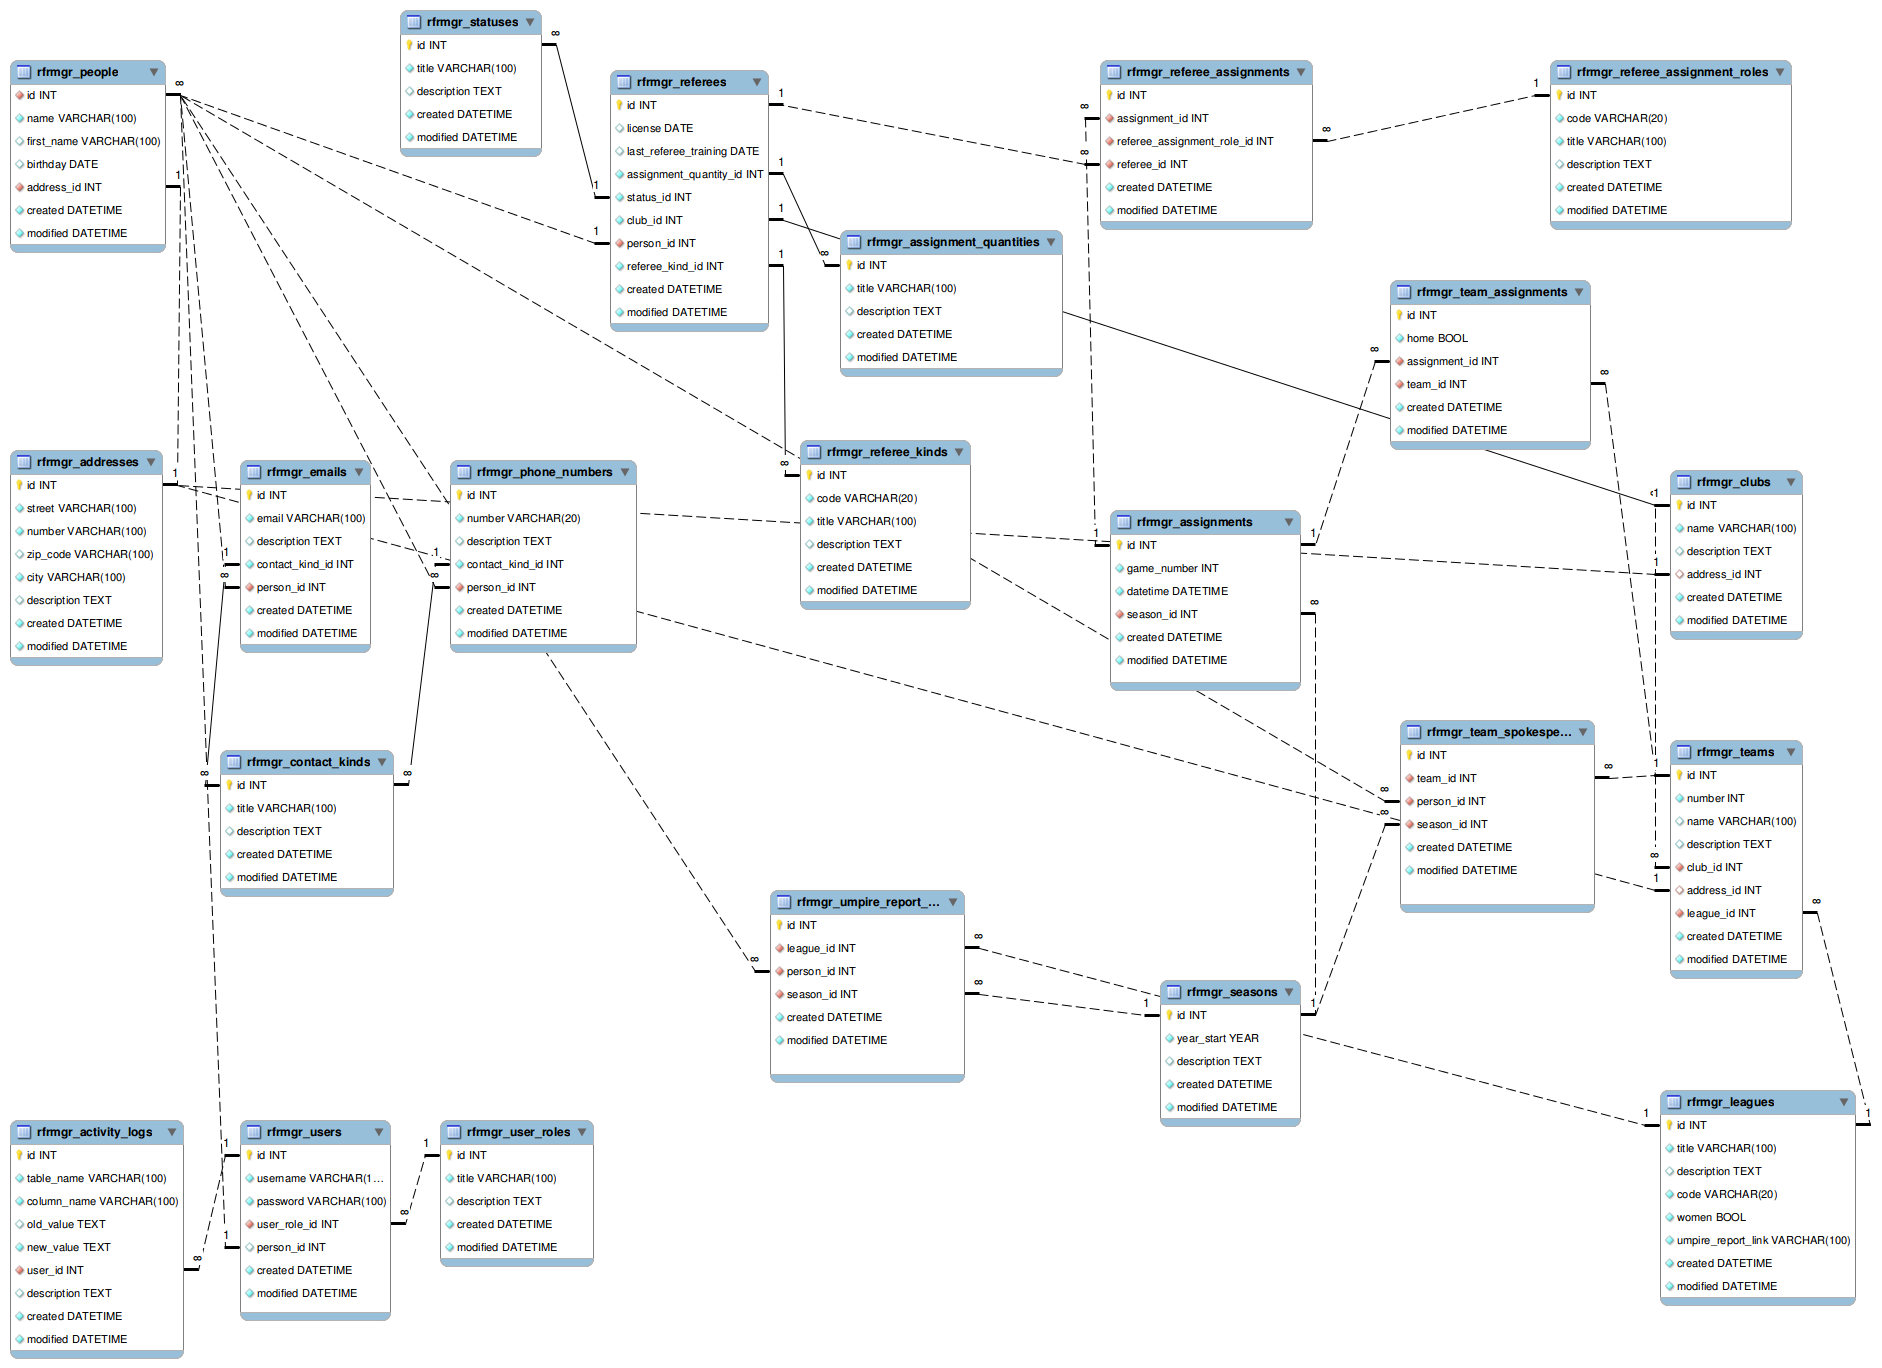 rfrmgr_people
id INT
name VARCHAR(100)
first_name VARCHAR(100)
birthday DATE
address_id INT
created DATETIME
modified DATETIME
rfrmgr_statuses
id INT
title VARCHAR(100)
description TEXT
created DATETIME
modified DATETIME
rfrmgr_referees
id INT
license DATE
last_referee_training DATE
assignment_quantity_id INT
status_id INT
club_id INT
person_id INT
referee_kind_id INT
created DATETIME
modified DATETIME
rfrmgr_assignment_quantities
id INT
title VARCHAR(100)
description TEXT
created DATETIME
modified DATETIME
rfrmgr_referee_assignments
id INT
assignment_id INT
referee_assignment_role_id INT
referee_id INT
created DATETIME
modified DATETIME
rfrmgr_referee_assignment_roles
id INT
code VARCHAR(20)
title VARCHAR(100)
description TEXT
created DATETIME
modified DATETIME
rfrmgr_team_assignments
id INT
home BOOL
assignment_id INT
team_id INT
created DATETIME
modified DATETIME
rfrmgr_addresses
id INT
street VARCHAR(100)
number VARCHAR(100)
zip_code VARCHAR(100)
city VARCHAR(100)
description TEXT
created DATETIME
modified DATETIME
rfrmgr_emails
id INT
email VARCHAR(100)
description TEXT
contact_kind_id INT
person_id INT
created DATETIME
modified DATETIME
rfrmgr_phone_numbers
id INT
number VARCHAR(20)
description TEXT
contact_kind_id INT
person_id INT
created DATETIME
modified DATETIME
rfrmgr_referee_kinds
id INT
code VARCHAR(20)
title VARCHAR(100)
description TEXT
created DATETIME
modified DATETIME
rfrmgr_assignments
id INT
game_number INT
datetime DATETIME
season_id INT
created DATETIME
modified DATETIME
rfrmgr_clubs
id INT
name VARCHAR(100)
description TEXT
address_id INT
created DATETIME
modified DATETIME
rfrmgr_contact_kinds
id INT
title VARCHAR(100)
description TEXT
created DATETIME
modified DATETIME
rfrmgr_team_spokespe...
id INT
team_id INT
person_id INT
season_id INT
created DATETIME
modified DATETIME
rfrmgr_teams
id INT
number INT
name VARCHAR(100)
description TEXT
club_id INT
address_id INT
league_id INT
created DATETIME
modified DATETIME
rfrmgr_umpire_report_...
id INT
league_id INT
person_id INT
season_id INT
created DATETIME
modified DATETIME
rfrmgr_seasons
id INT
year_start YEAR
description TEXT
created DATETIME
modified DATETIME
rfrmgr_leagues
id INT
title VARCHAR(100)
description TEXT
code VARCHAR(20)
women BOOL
umpire_report_link VARCHAR(100)
created DATETIME
modified DATETIME
rfrmgr_activity_logs
id INT
table_name VARCHAR(100)
column_name VARCHAR(100)
old_value TEXT
new_value TEXT
user_id INT
description TEXT
created DATETIME
modified DATETIME
rfrmgr_users
id INT
username VARCHAR(1...
password VARCHAR(100)
user_role_id INT
person_id INT
created DATETIME
modified DATETIME
rfrmgr_user_roles
id INT
title VARCHAR(100)
description TEXT
created DATETIME
modified DATETIME